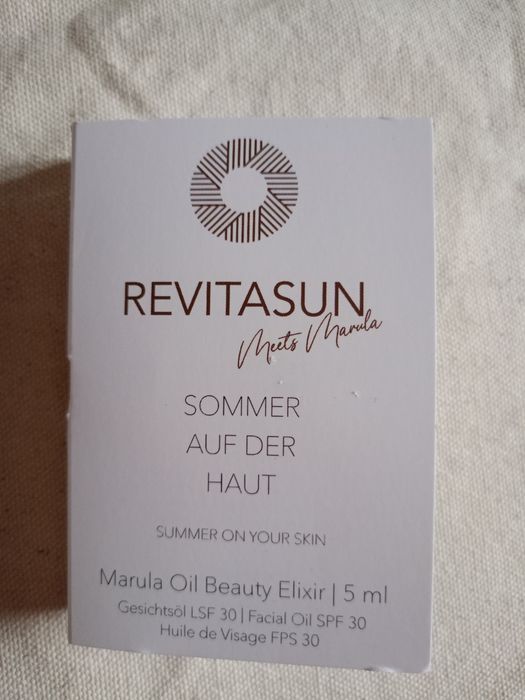 REVITASUN
Meets Marula
SOMMER
AUF DER
HAUT
SUMMER ON YOUR SKIN
Marula Oil Beauty Elixir | 5 ml
Gesichtsöl LSF 30 | Facial Oil SPF 30
Huile de Visage FPS 30